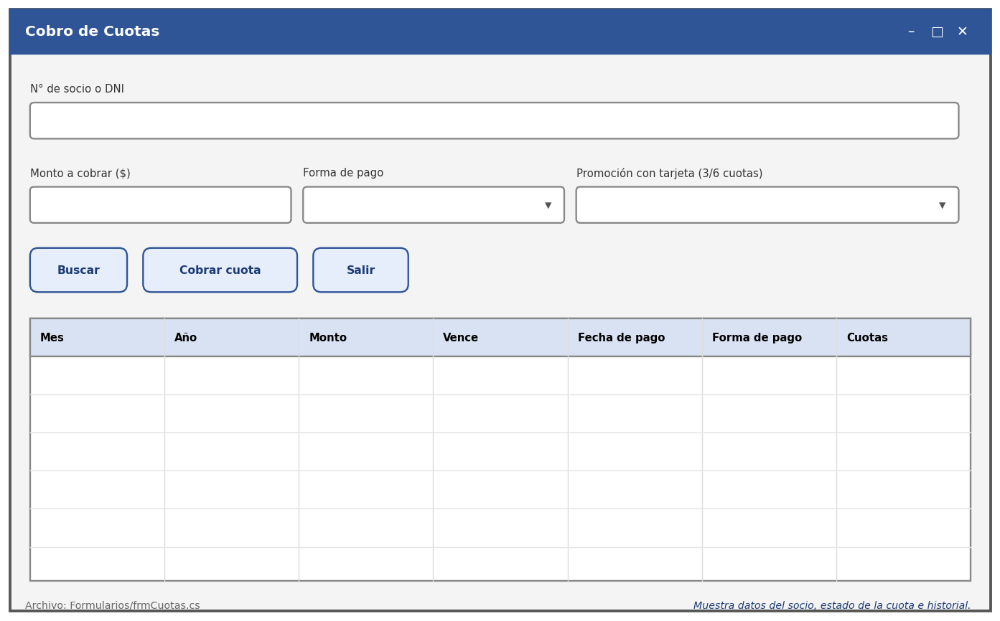 Cobro de Cuotas
N° de socio o DNI
Monto a cobrar ($) Forma de pago Promoción con tarjeta (3/6 cuotas)
Buscar Cobrar cuota Salir
Mes Año Monto Vence Fecha de pago Forma de pago Cuotas
Archivo: Formularios/frmCuotas.cs Muestra datos del socio, estado de la cuota e historial.